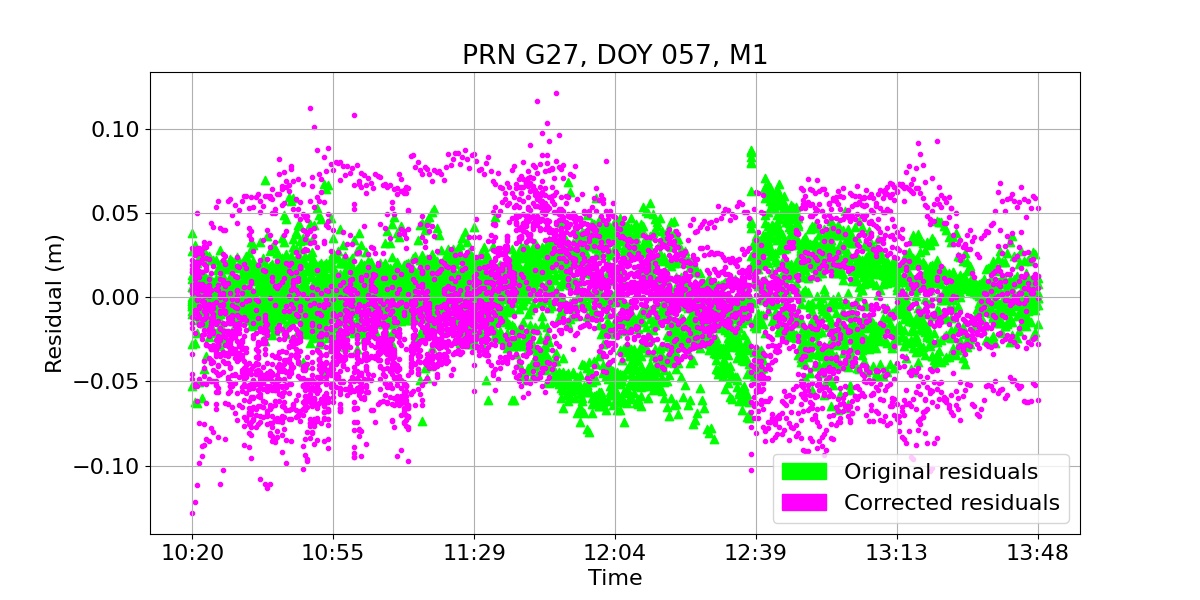 PRN G27, DOY 057, M1
Residual (m)
0.10
0.05
0.00
−0.05
−0.10
10:20
10:55
11:29
12:04
12:39
13:13
13:48
Time
Original residuals
Corrected residuals